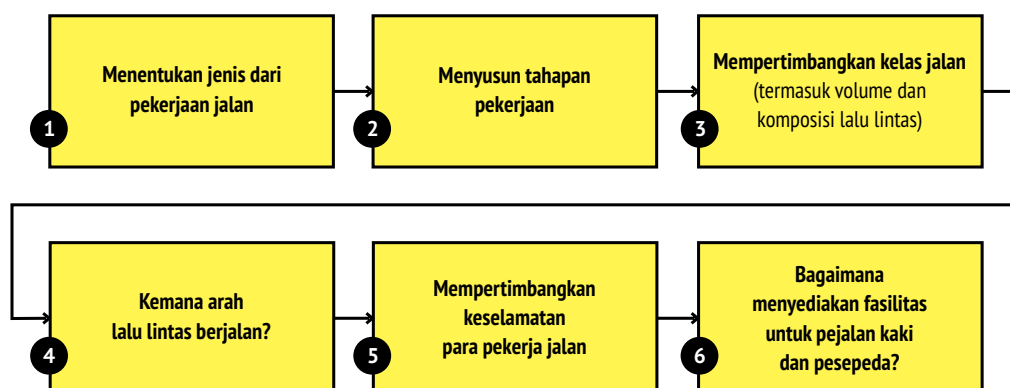 Menentukan jenis dari
pekerjaan jalan
1
Menyusun tahapan
pekerjaan
2
Mempertimbangkan kelas jalan
(termasuk volume dan
komposisi lalu lintas)
3
Kemana arah
lalu lintas berjalan?
4
Mempertimbangkan
keselamatan
para pekerja jalan
5
Bagaimana
menyediakan fasilitas
untuk pejalan kaki
dan pesepeda?
6